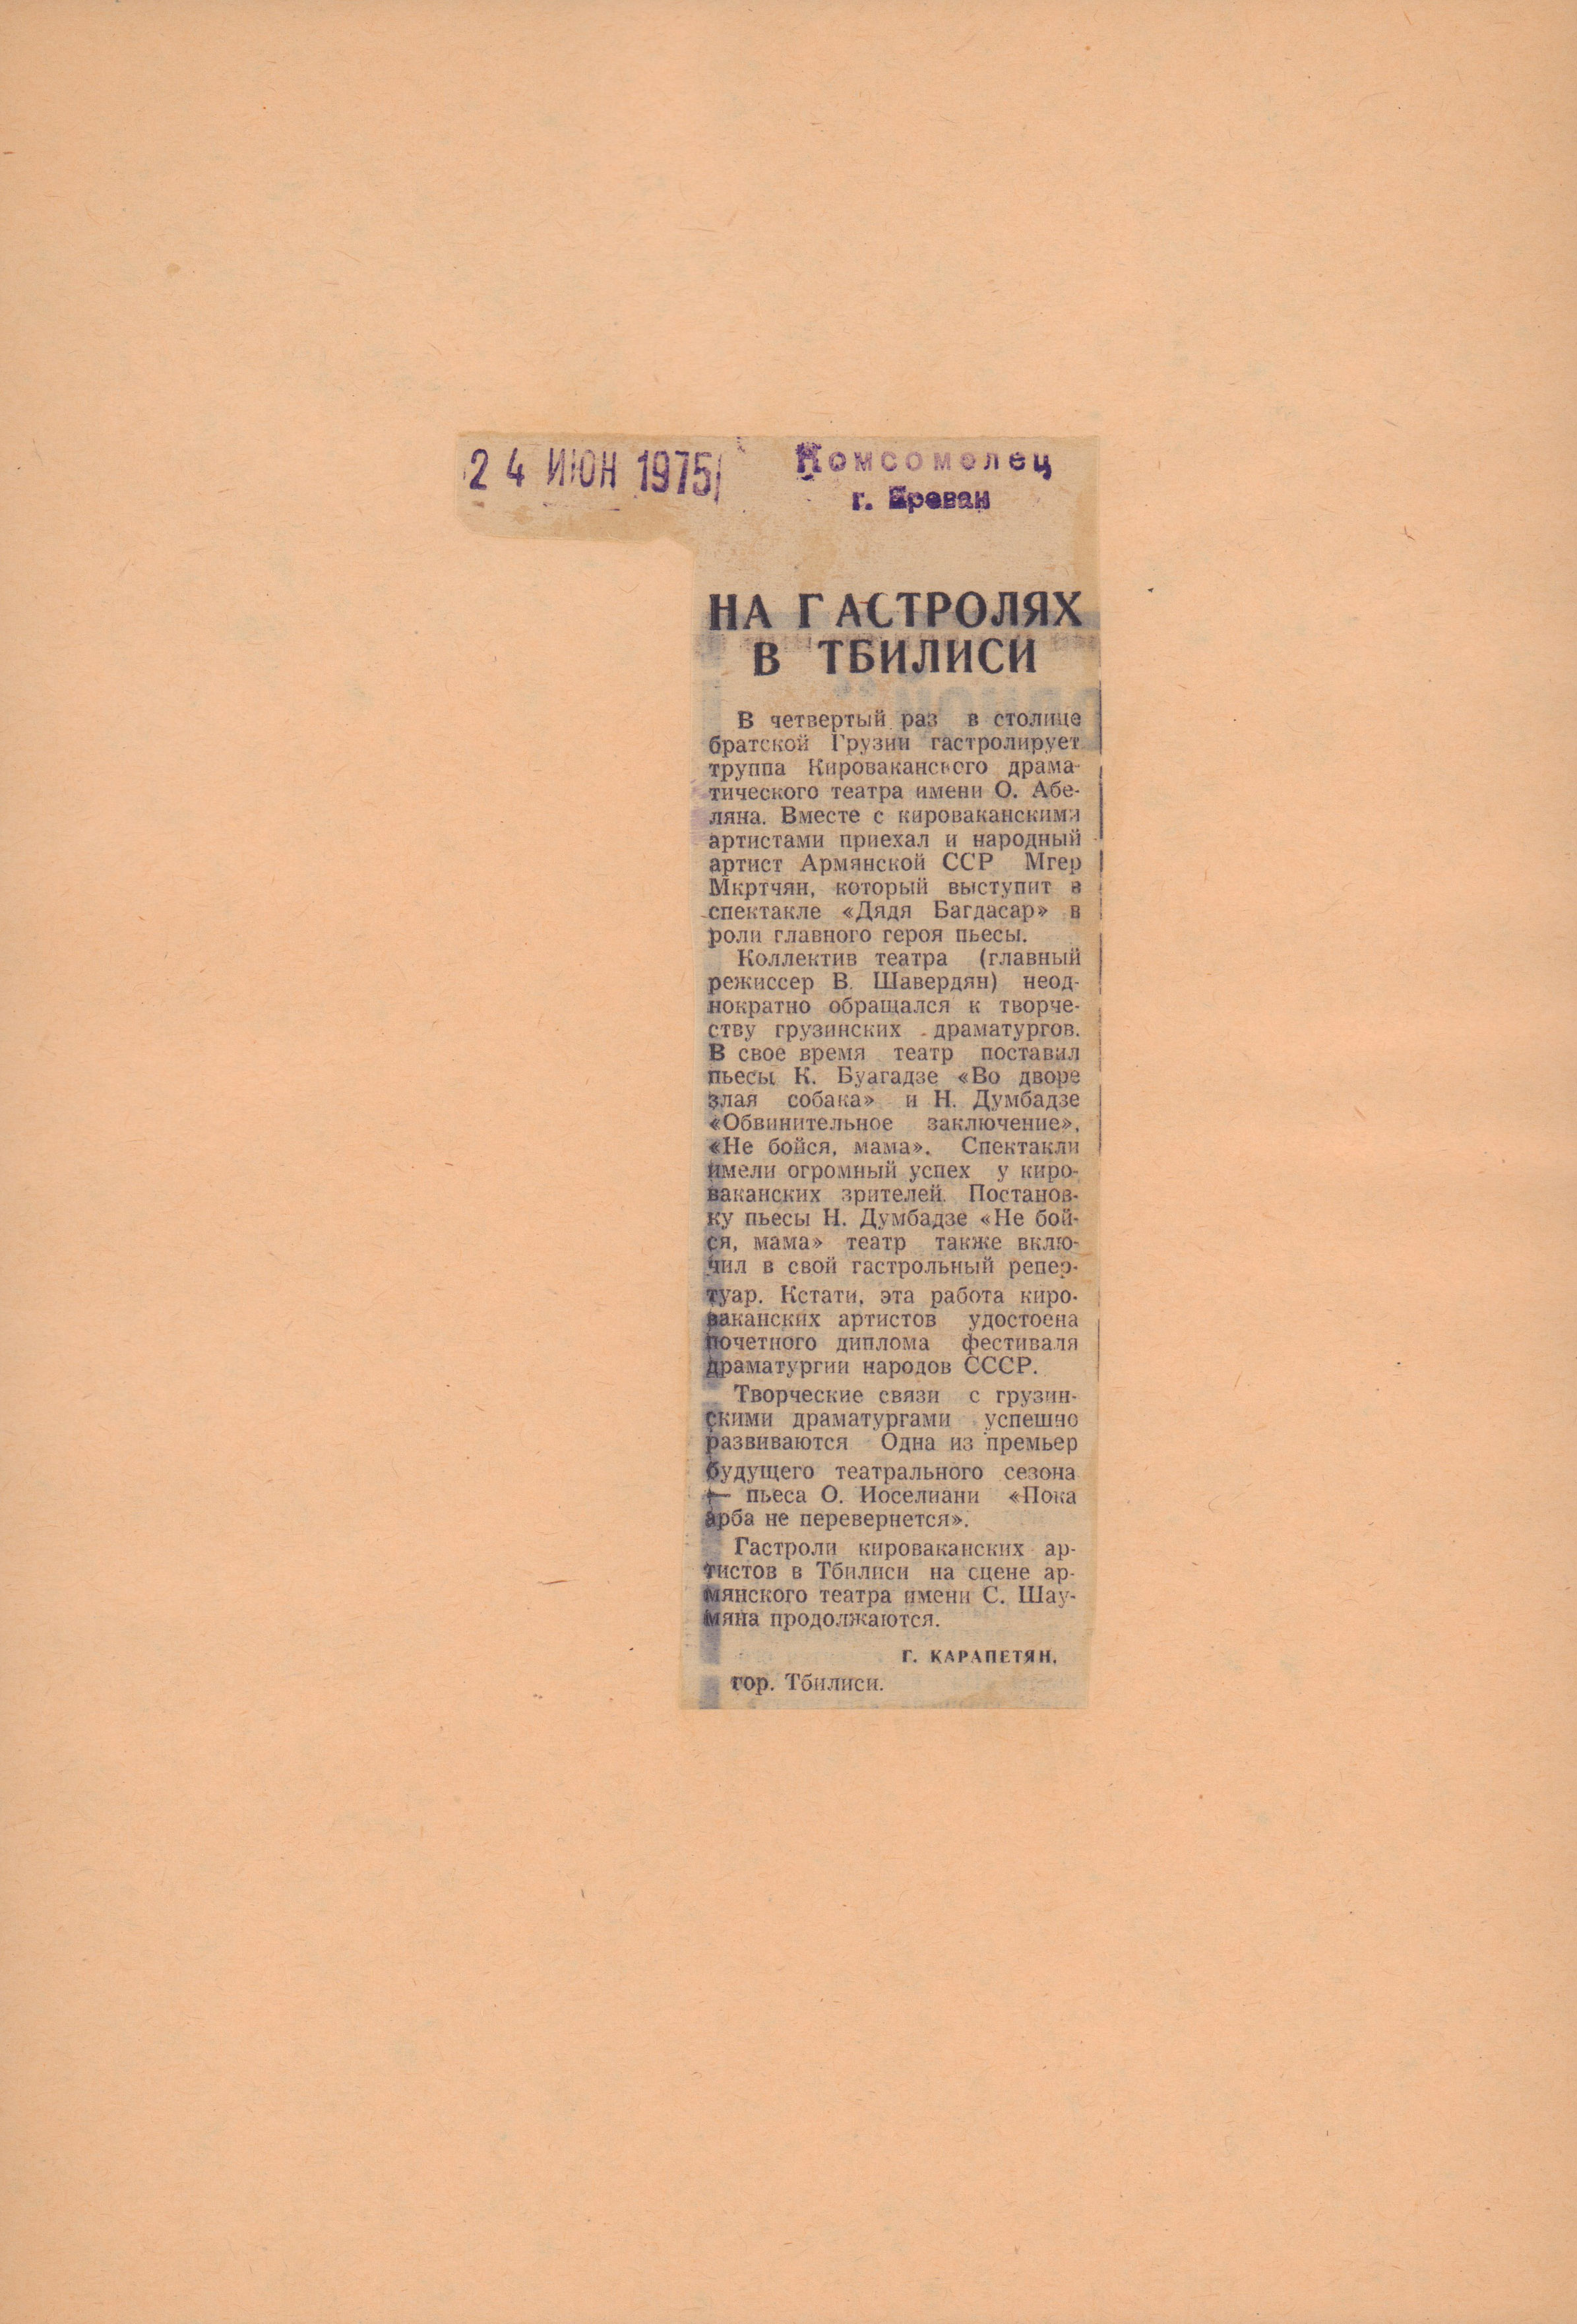 24 ИЮН 1975
Комсомолец
г. Ереван
НА ГАСТРОЛЯХ
В ТБИЛИСИ
В четвертый раз в столице
братской Грузии гастролирует
труппа Кироваканского драма-
тического театра имени О. Абе-
ляна. Вместе с кироваканскими
артистами приехал и народный
артист Армянской ССР Мгер
Мкртчян, который выступит в
спектакле «Дядя Багдасар» в
роли главного героя пьесы.
Коллектив театра (главный
режиссер В. Шавердян) неод-
нократно обращался к творче-
ству грузинских драматургов.
В свое время театр поставил
пьесы К. Буагадзе «Во дворе
злая собака» и Н. Думбадзе
«Обвинительное заключение»,
«Не бойся, мама». Спектакли
имели огромный успех у киро-
ваканских зрителей. Постанов-
ку пьесы Н. Думбадзе «Не бой-
ся, мама» театр также вклю-
чил в свой гастрольный репер-
туар. Кстати, эта работа киро-
ваканских артистов удостоена
почетного диплома фестиваля
драматургии народов СССР.
Творческие связи с грузин-
скими драматургами успешно
развиваются Одна из премьер
будущего театрального сезона
— пьеса О. Иоселиани «Пока
арба не перевернется».
Гастроли кироваканских ар-
тистов в Тбилиси на сцене ар-
мянского театра имени С. Шау-
мяна продолжаются.
Г. КАРАПЕТЯН.
гор. Тбилиси.